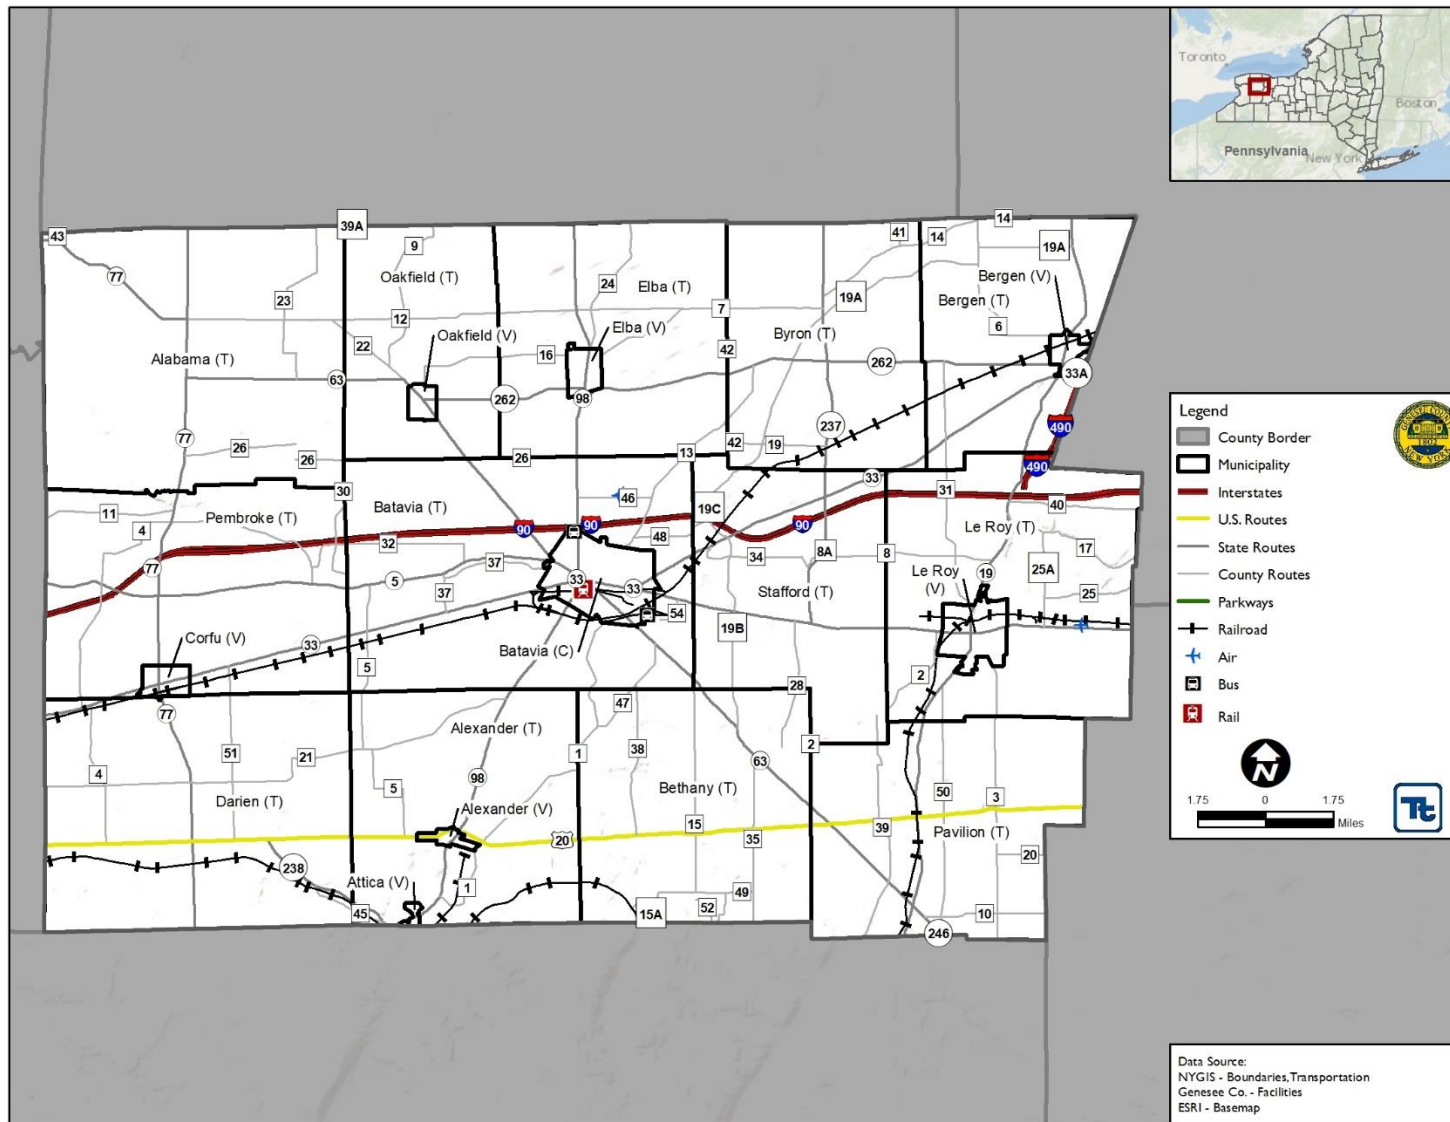 39A
43
77
9
Oakfield (T)
24
Elba (T)
41
14
14
19A
Bergen (V)
Bergen (T)
23
12
Oakfield (V)
Elba (V)
7
19A
Byron (T)
6
22
16
42
Alabama (T)
63
262
98
262
33A
77
26
26
26
13
42
19
237
490
490
30
11
4
Pembroke (T)
Batavia (T)
46
19C
33
31
40
90
90
90
Le Roy (T)
32
48
34
8A
8
17
77
5
37
37
33
33
Stafford (T)
Le Roy
(V)
19
25A
25
54
19B
Corfu (V)
33
5
Batavia (C)
28
2
77
47
Alexander (T)
51
21
1
38
2
4
98
63
Darien (T)
5
Bethany (T)
50
3
Alexander (V)
20
15
35
39
Pavilion (T)
20
238
Attica (V)
1
49
45
15A
52
10
246
Toronto
Boston
Pennsylvania
New York
Legend
GENESEE COUNTY
1802
NEW YORK
County Border
Municipality
Interstates
U.S. Routes
State Routes
County Routes
Parkways
Railroad
Air
Bus
Rail
N
1.75 0 1.75
Miles
Tt
Data Source:
NYGIS - Boundaries,Transportation
Genesee Co. - Facilities
ESRI - Basemap